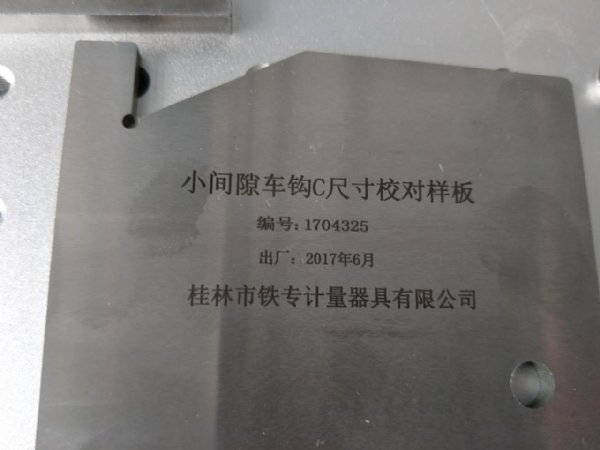 小间隙车钩C尺寸校对样板
编号:1704325
出厂：2017年6月
桂林市铁专计量器具有限公司